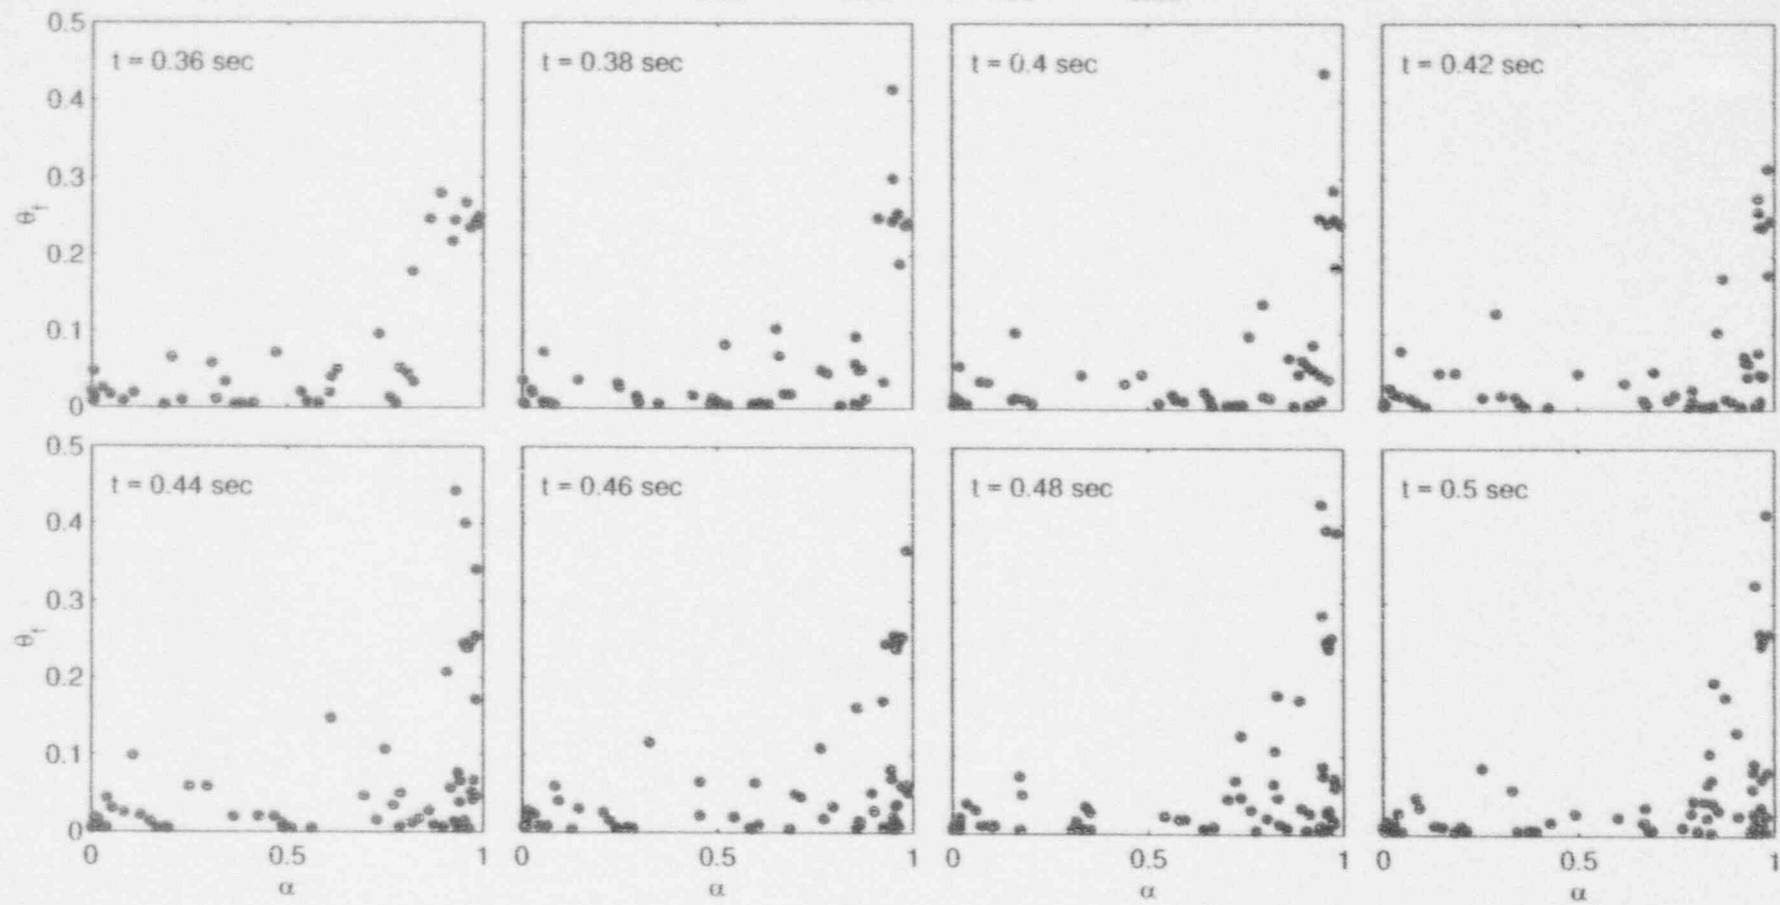 0.5
t = 0.36 sec
t = 0.38 sec
t = 0.4 sec
t = 0.42 sec
0.4
0.3
θf
0.2
0.1
0
0.5
t = 0.44 sec
t = 0.46 sec
t = 0.48 sec
t = 0.5 sec
0.4
0.3
θf
0.2
0.1
0
0 0.5 1
0 0.5 1
0 0.5 1
0 0.5 1
α
α
α
α